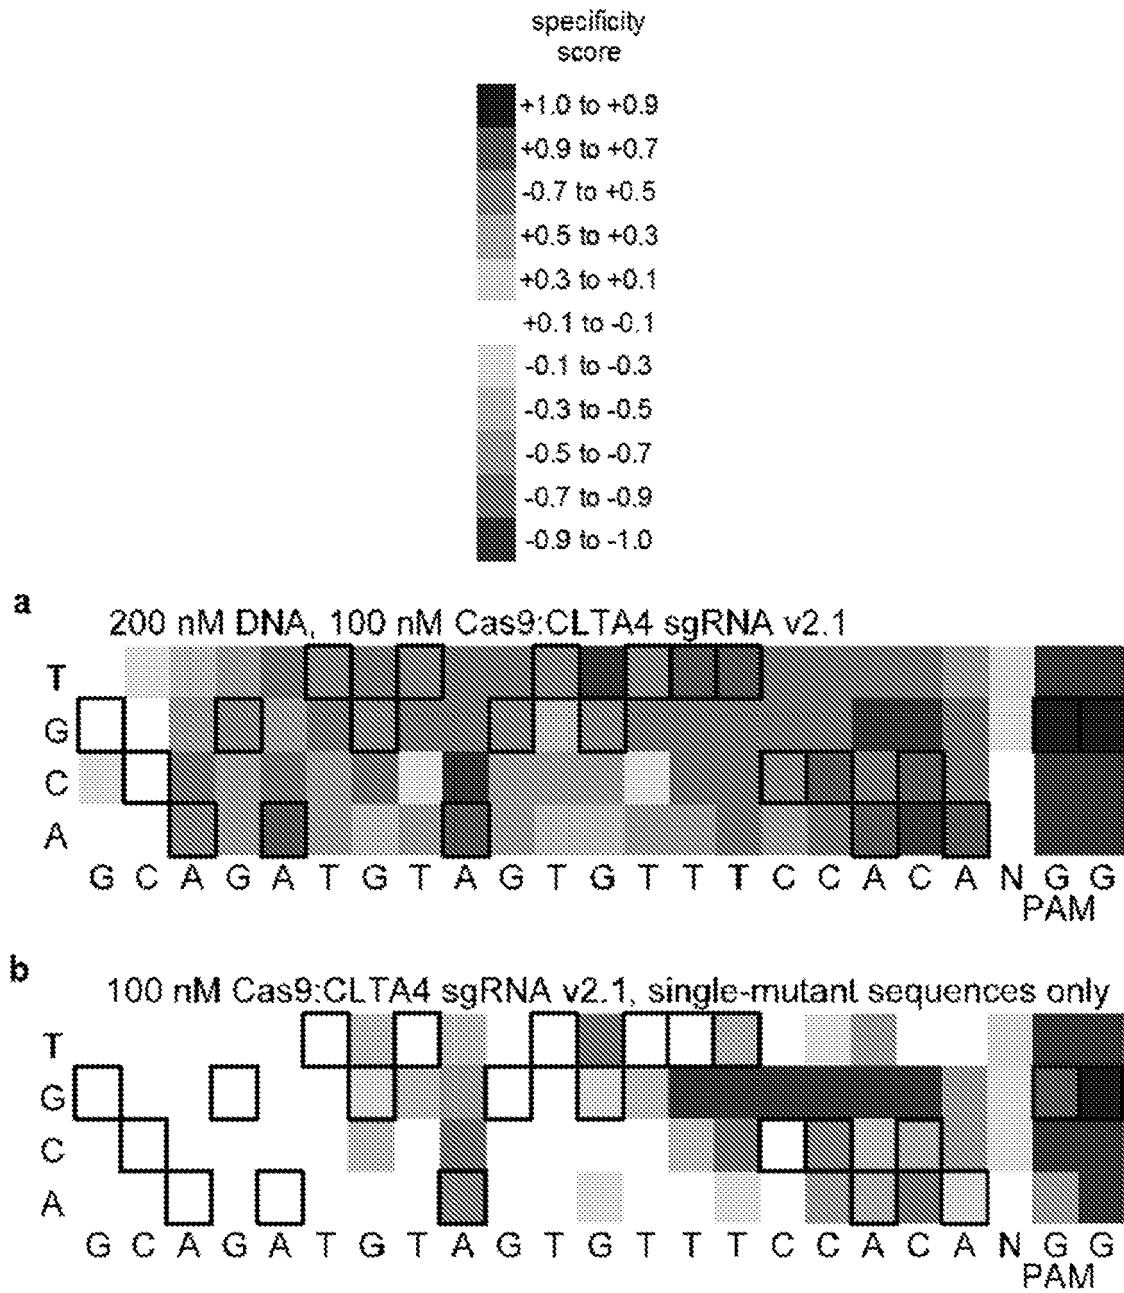 specificity
score
+1.0 to +0.9
+0.9 to +0.7
-0.7 to +0.5
+0.5 to +0.3
+0.3 to +0.1
+0.1 to -0.1
-0.1 to -0.3
-0.3 to -0.5
-0.5 to -0.7
-0.7 to -0.9
-0.9 to -1.0
a
200 nM DNA, 100 nM Cas9:CLTA4 sgRNA v2.1
T
G
C
A
G C A G A T G T A G T G T T T C C A C A N G G
PAM
b
100 nM Cas9:CLTA4 sgRNA v2.1, single-mutant sequences only
T
G
C
A
G C A G A T G T A G T G T T T C C A C A N G G
PAM